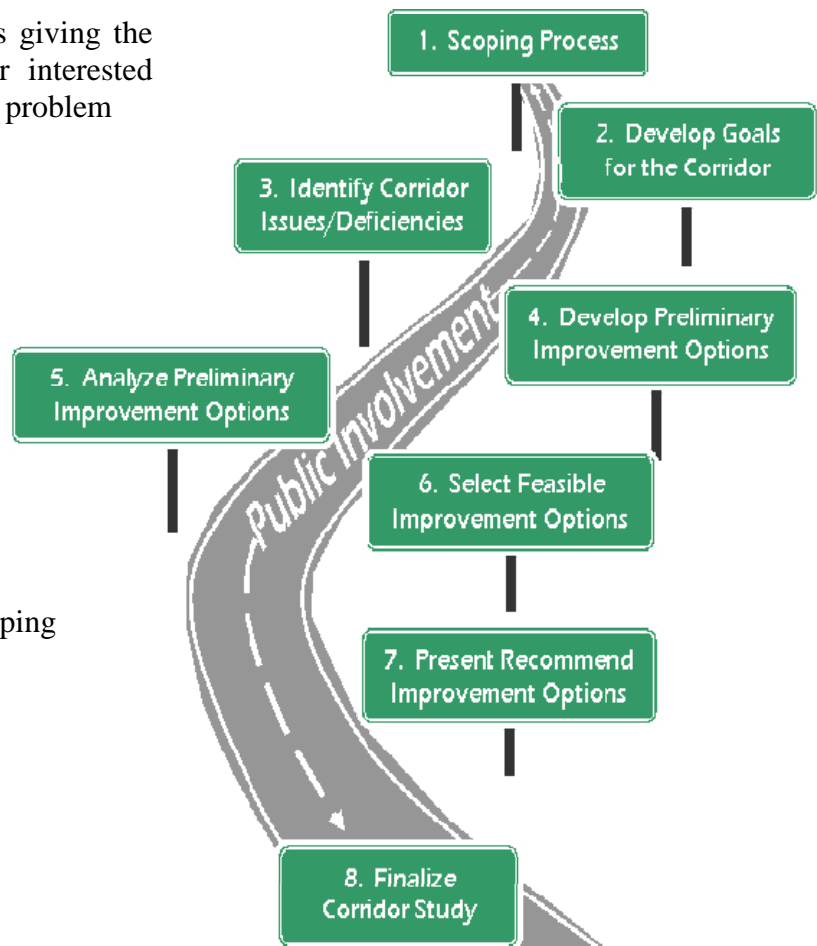 s giving the
r interested
problem
1. Scoping Process
2. Develop Goals
for the Corridor
3. Identify Corridor
Issues/Deficiencies
4. Develop Preliminary
Improvement Options
5. Analyze Preliminary
Improvement Options
Public Involvement
6. Select Feasible
Improvement Options
ping
7. Present Recommend
Improvement Options
8. Finalize
Corridor Study